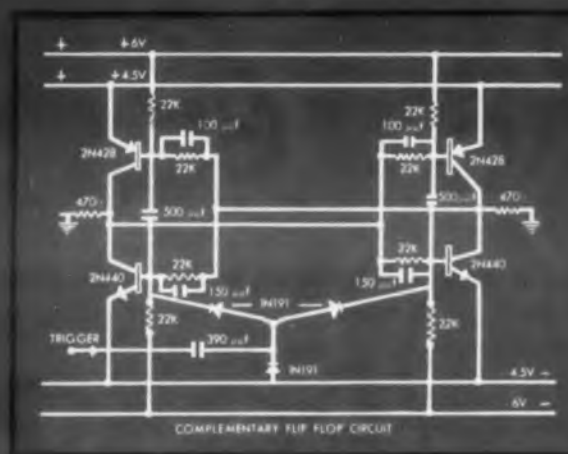 + +6V +
+ +4.5V +
22K 22K
100 μμf 100 μμf
2N428 2N428
22K 22K
470Ω 500 μμf 500 μμf 470Ω
22K 22K
2N440 2N440
150 μμf 150 μμf
1N191
22K 22K
TRIGGER 390 μμf
1N191
-4.5V -
-6V -
COMPLEMENTARY FLIP FLOP CIRCUIT